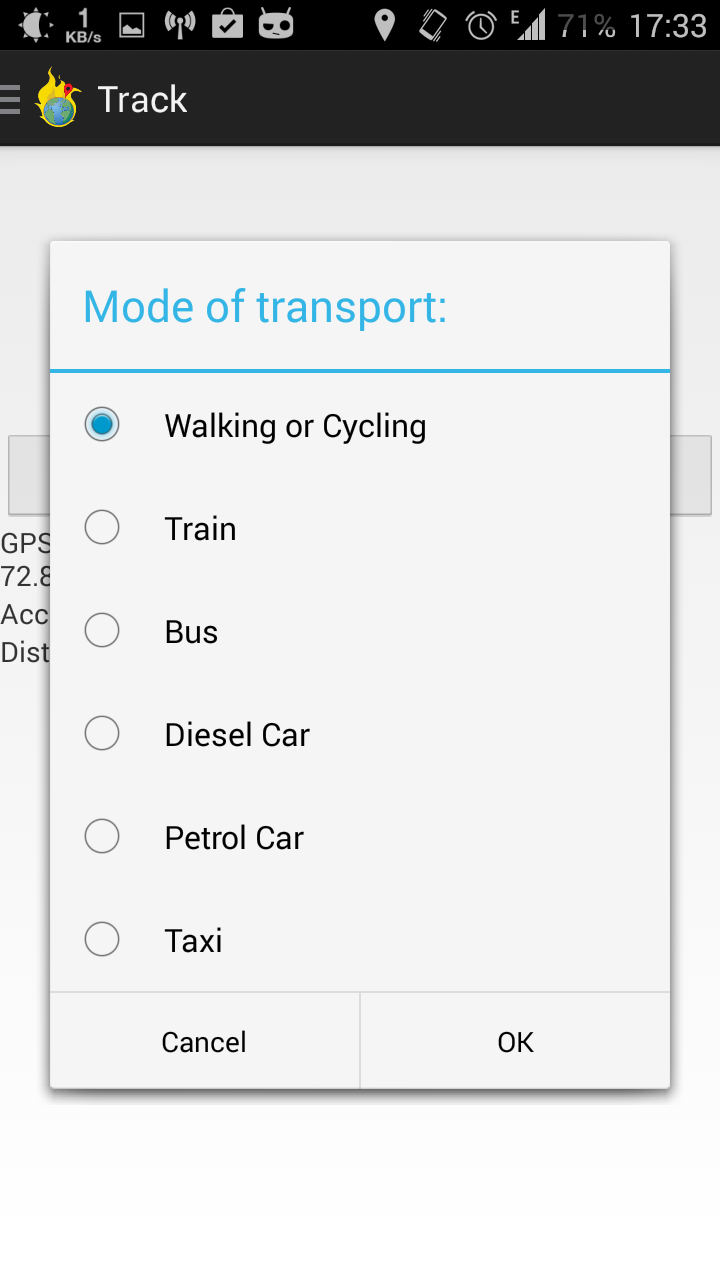 1 KB/s E 71% 17:33
Track
Mode of transport:
Walking or Cycling
Train
GPS
72.8
Bus
Acc
Dist
Diesel Car
Petrol Car
Taxi
Cancel OK